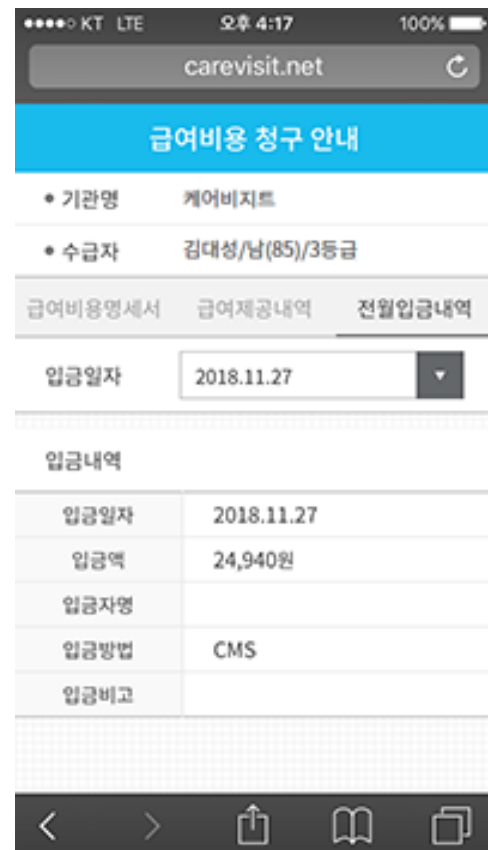 KT LTE 오후 4:17 100%
carevisit.net
급여비용 청구 안내
• 기관명 케어비지트
• 수급자 김대성/남(85)/3등급
급여비용명세서 급여제공내역 전월입금내역
입금일자 2018.11.27
입금내역
입금일자 2018.11.27
입금액 24,940원
입금자명
입금방법 CMS
입금비고